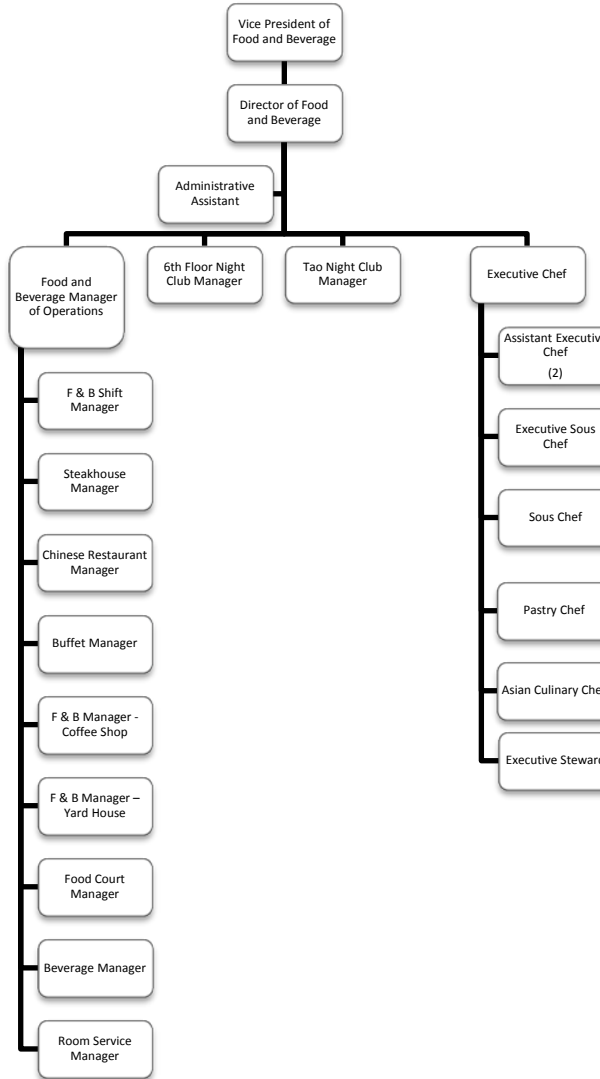 Vice President of
Food and Beverage
Director of Food
and Beverage
Administrative
Assistant
Food and
Beverage Manager
of Operations
6th Floor Night
Club Manager
Tao Night Club
Manager
Executive Chef
F & B Shift
Manager
Steakhouse
Manager
Chinese Restaurant
Manager
Buffet Manager
F & B Manager -
Coffee Shop
F & B Manager –
Yard House
Food Court
Manager
Beverage Manager
Room Service
Manager
Assistant Executiv
Chef
(2)
Executive Sous
Chef
Sous Chef
Pastry Chef
Asian Culinary Che
Executive Steward